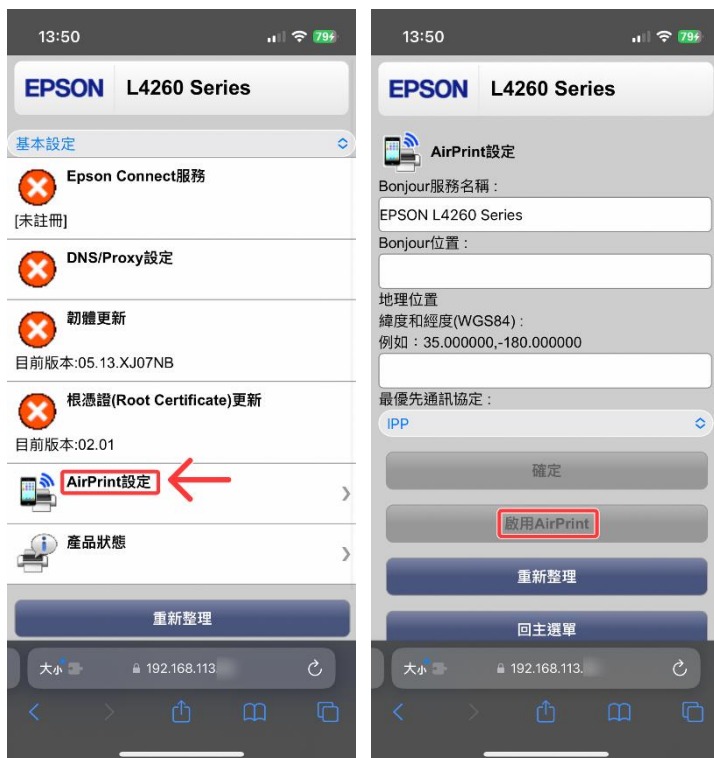 13:50
79
EPSON L4260 Series
基本設定
Epson Connect服務
[未註冊]
DNS/Proxy設定
韌體更新
目前版本:05.13.XJ07NB
根憑證(Root Certificate)更新
目前版本:02.01
AirPrint設定
產品狀態
重新整理
大小 192.168.113.
13:50
79
EPSON L4260 Series
AirPrint設定
Bonjour服務名稱 :
EPSON L4260 Series
Bonjour位置 :
地理位置
緯度和經度(WGS84) :
例如：35.000000,-180.000000
最優先通訊協定 :
IPP
確定
啟用AirPrint
重新整理
回主選單
大小 192.168.113.